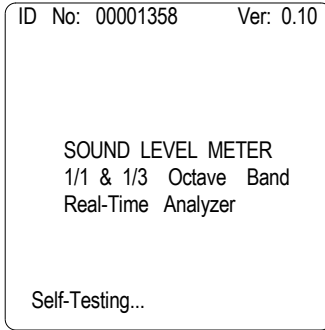 ID No: 00001358 Ver: 0.10
SOUND LEVEL METER
1/1 & 1/3 Octave Band
Real-Time Analyzer
Self-Testing...